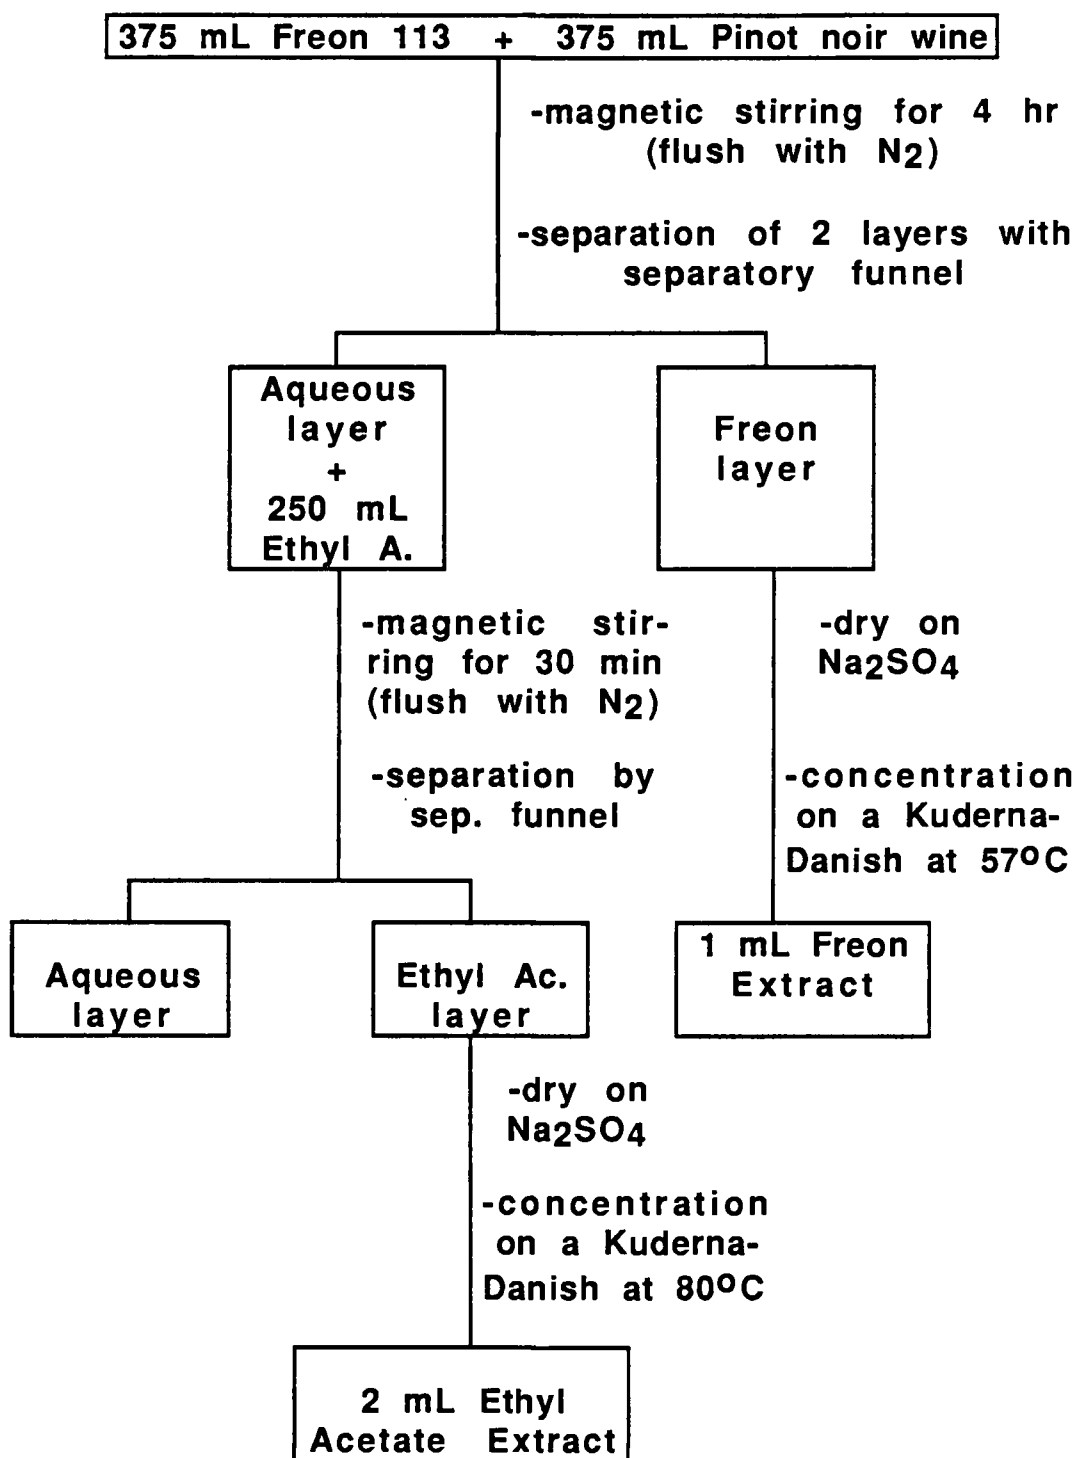 375 mL Freon 113 + 375 mL Pinot noir wine
-magnetic stirring for 4 hr
(flush with N2)
-separation of 2 layers with
separatory funnel
Aqueous
layer
+
250 mL
Ethyl A.
Freon
layer
-magnetic stir-
ring for 30 min
(flush with N2)
-separation by
sep. funnel
-dry on
Na2SO4
-concentration
on a Kuderna-
Danish at 57ºC
Aqueous
layer
Ethyl Ac.
layer
1 mL Freon
Extract
-dry on
Na2SO4
-concentration
on a Kuderna-
Danish at 80ºC
2 mL Ethyl
Acetate Extract